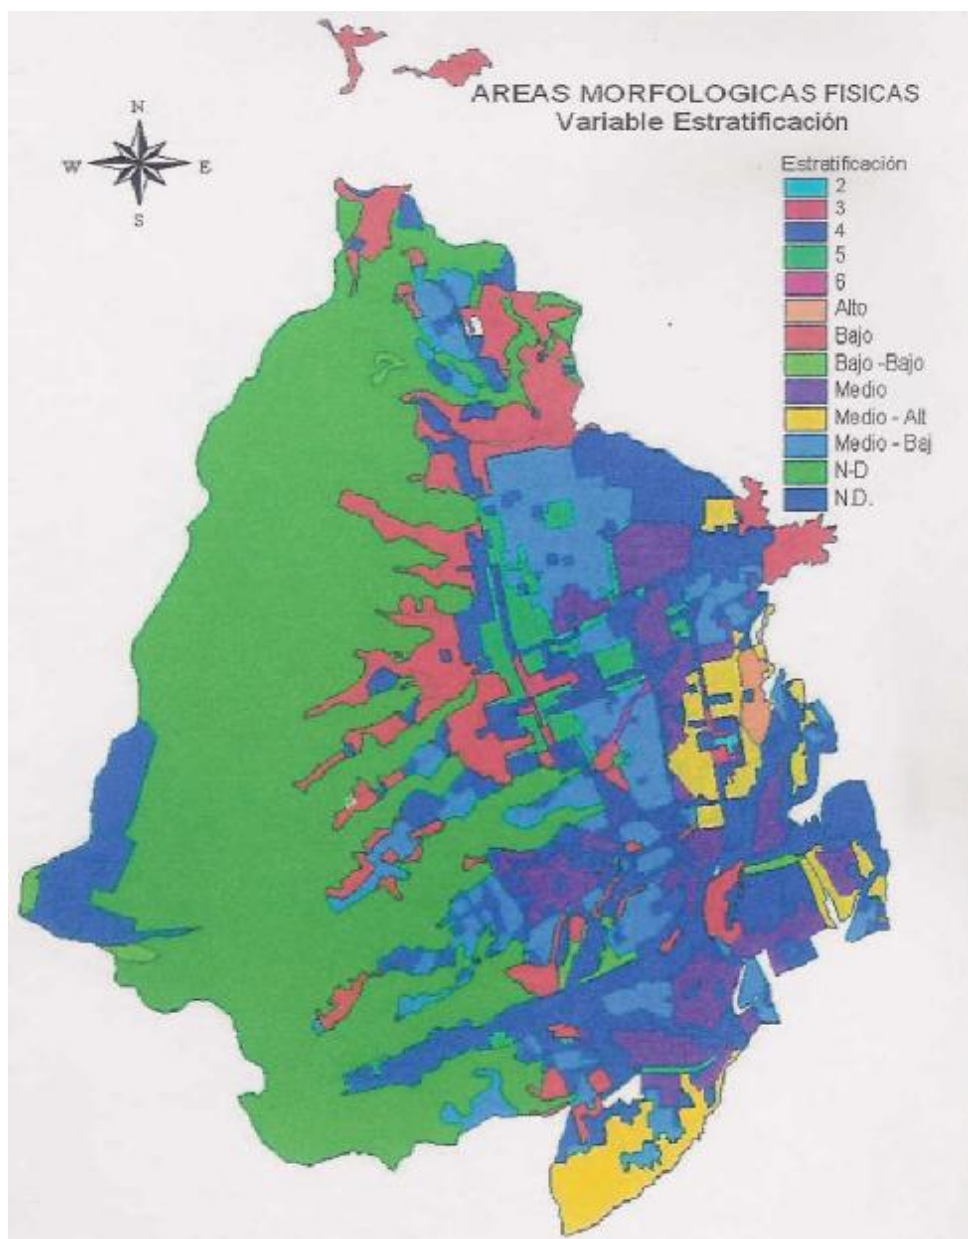 AREAS MORFOLOGICAS FISICAS
Variable Estratificación
N
W
E
S
Estratificación
2
3
4
5
6
Alto
Bajo
Bajo -Bajo
Medio
Medio - Alt
Medio - Baj
N-D
N.D.